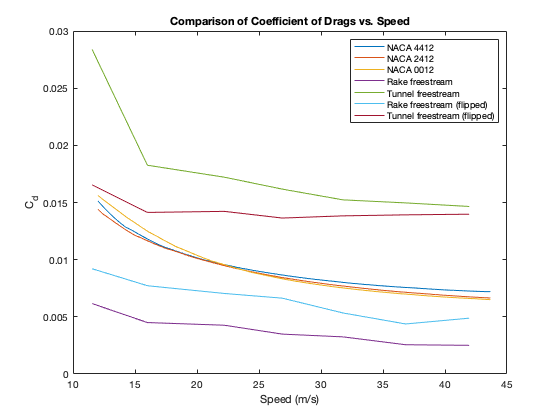 Comparison of Coefficient of Drags vs. Speed
0.03
0.025
0.02
0.015
0.01
0.005
0
C_d
NACA 4412
NACA 2412
NACA 0012
Rake freestream
Tunnel freestream
Rake freestream (flipped)
Tunnel freestream (flipped)
10 15 20 25 30 35 40 45
Speed (m/s)